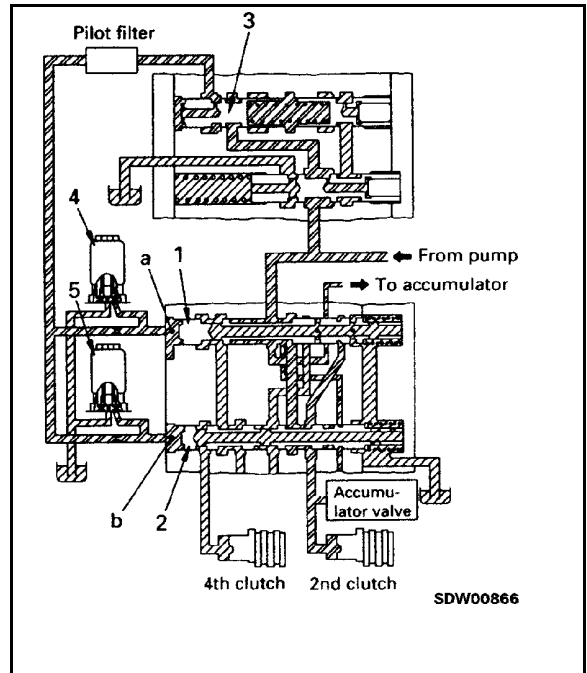 Pilot filter
3
4
a
1
From pump
To accumulator
5
b
2
Accumu-
lator valve
4th clutch
2nd clutch
SDW00866